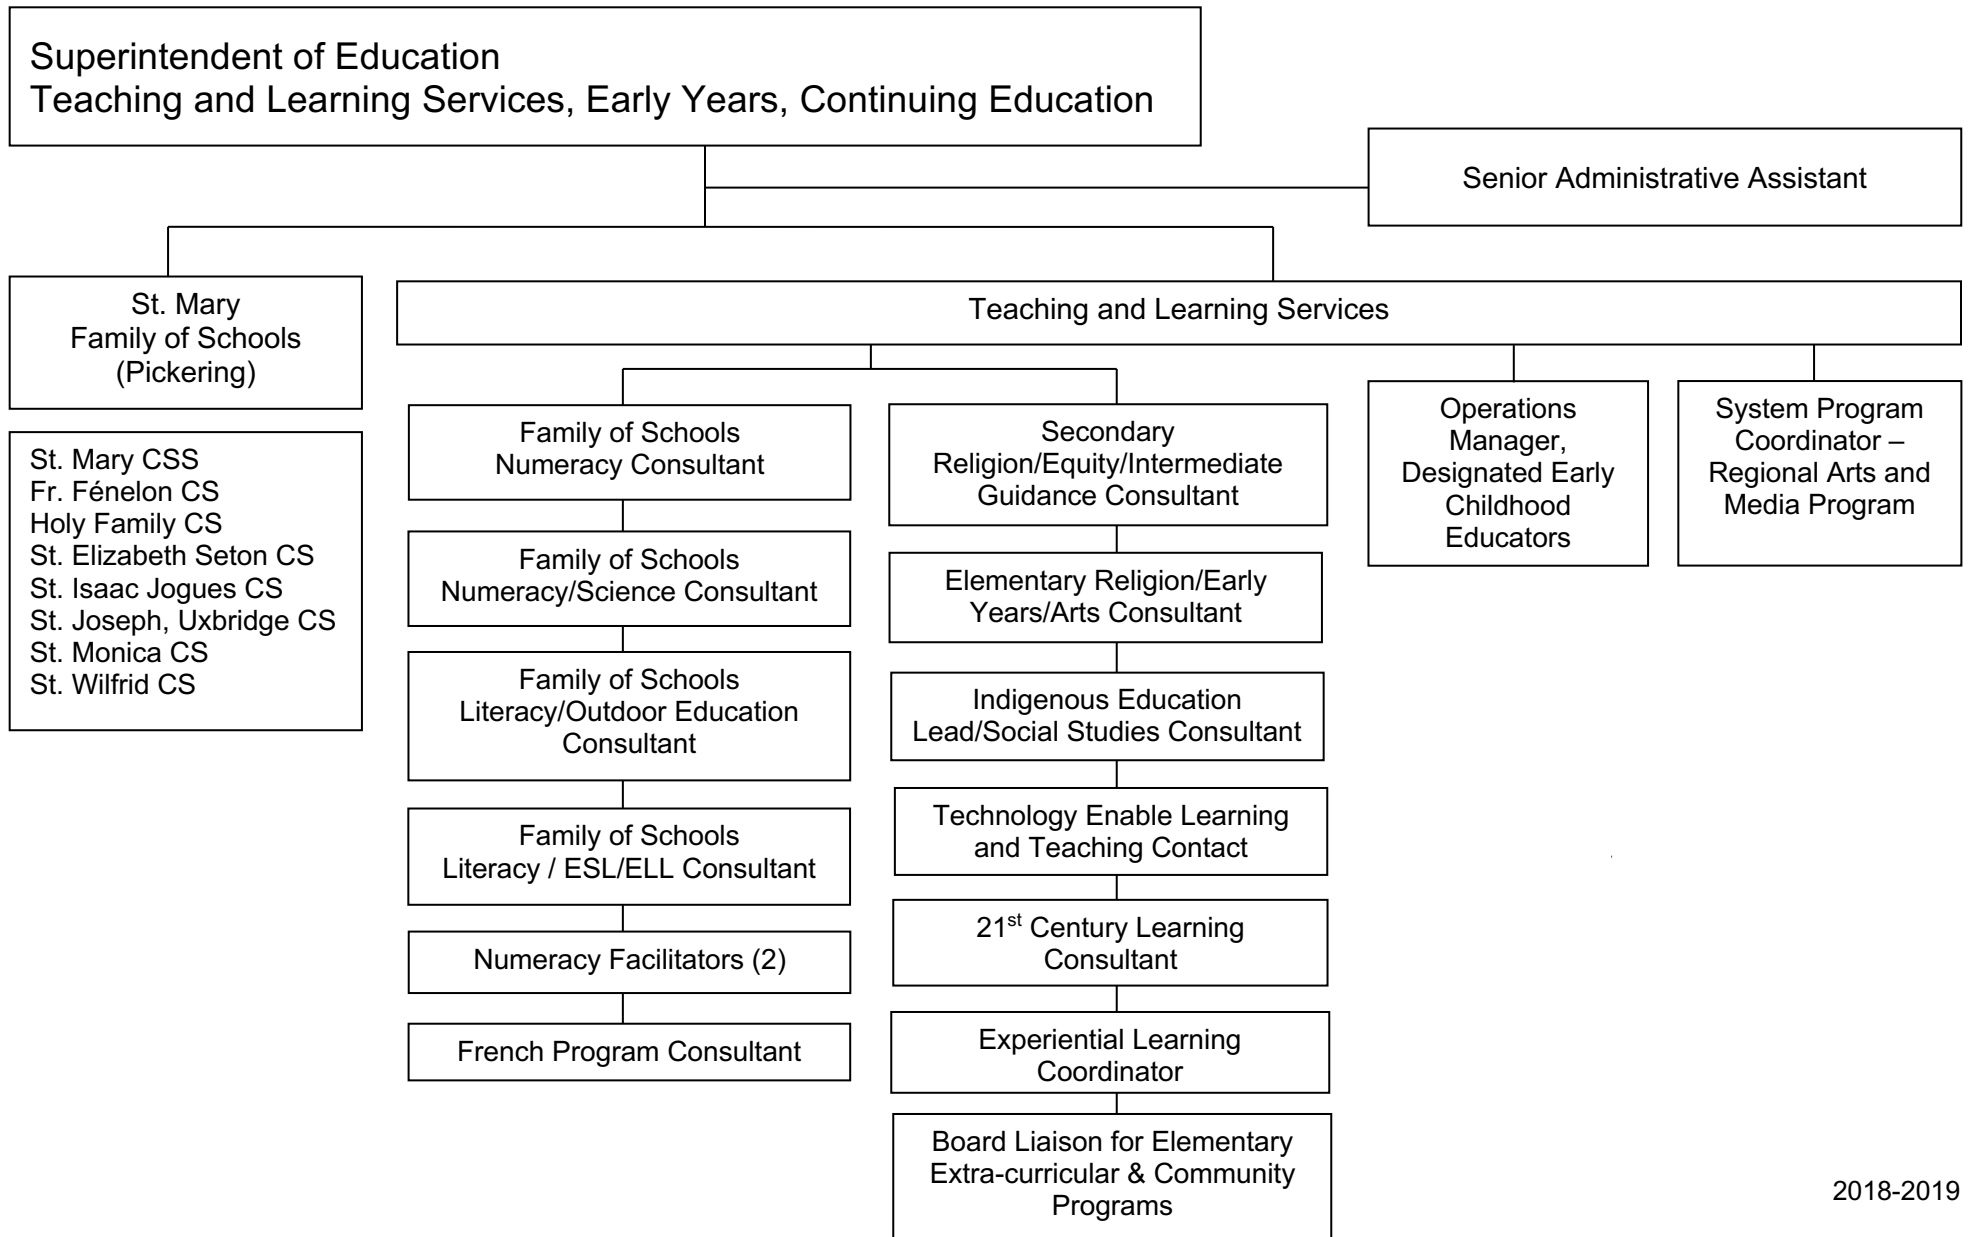 Superintendent of Education
Teaching and Learning Services, Early Years, Continuing Education
Senior Administrative Assistant
St. Mary
Family of Schools
(Pickering)
St. Mary CSS
Fr. Fénelon CS
Holy Family CS
St. Elizabeth Seton CS
St. Isaac Jogues CS
St. Joseph, Uxbridge CS
St. Monica CS
St. Wilfrid CS
Teaching and Learning Services
Family of Schools
Numeracy Consultant
Family of Schools
Numeracy/Science Consultant
Family of Schools
Literacy/Outdoor Education
Consultant
Family of Schools
Literacy / ESL/ELL Consultant
Numeracy Facilitators (2)
French Program Consultant
Secondary
Religion/Equity/Intermediate
Guidance Consultant
Elementary Religion/Early
Years/Arts Consultant
Indigenous Education
Lead/Social Studies Consultant
Technology Enable Learning
and Teaching Contact
21st Century Learning
Consultant
Experiential Learning
Coordinator
Board Liaison for Elementary
Extra-curricular & Community
Programs
Operations
Manager,
Designated Early
Childhood
Educators
System Program
Coordinator –
Regional Arts and
Media Program
2018-2019